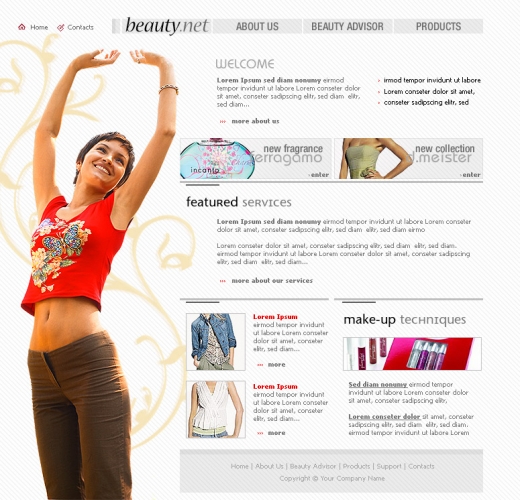 Home
Contacts
beauty.net
ABOUT US
BEAUTY ADVISOR
PRODUCTS
WELCOME
Lorem Ipsum sed diam nonumy eirmod
tempor invidunt ut labore Lorem dolor
sit amet, conseter sadipscing elitr, sed diam elitr,
sed diam...
more about us
irmod tempor invidunt ut labore
Lorem dolor sit amet,
conseter sadipscing elitr, sed
new fragrance
erragamo
incanto
enter
new collection
.meister
enter
featured services
Lorem Ipsum sed diam nonumy eirmod tempor invidunt ut labore Lorem conseter
dolor sit amet, conseter sadipscing elitr, sed diam elitr, sed diam eirmo
Lorem conseter dolor sit amet, conseter sadipscing elitr, sed diam elitr, sed diam.
eirmod tempor invidunt ut labore Lorem conseter dolor sit amet, conseter sadipscing
elitr, sed diam elitr, sed diam...
more about our services
Lorem Ipsum
eirmod tempor invidunt
ut labore Lorem conseter
dolor sit amet, conseter
elitr, sed diam...
more
Lorem Ipsum
eirmod tempor invidunt
ut labore Lorem conseter
dolor sit amet, conseter
elitr, sed diam...
more
make-up techniques
Sed diam nonumy eirmod tempor
invidunt ut labore Lorem conseter
dolor sit amet, conseter
sadipscing elitr,
Lorem conseter dolor sit amet,
conseter sadipscing elitr, sed
diam elitr, sed diam.
eirmod tempor invidunt ut labore Lorem
Home | About Us | Beauty Advisor | Products | Support | Contacts
Copyright © Your Company Name